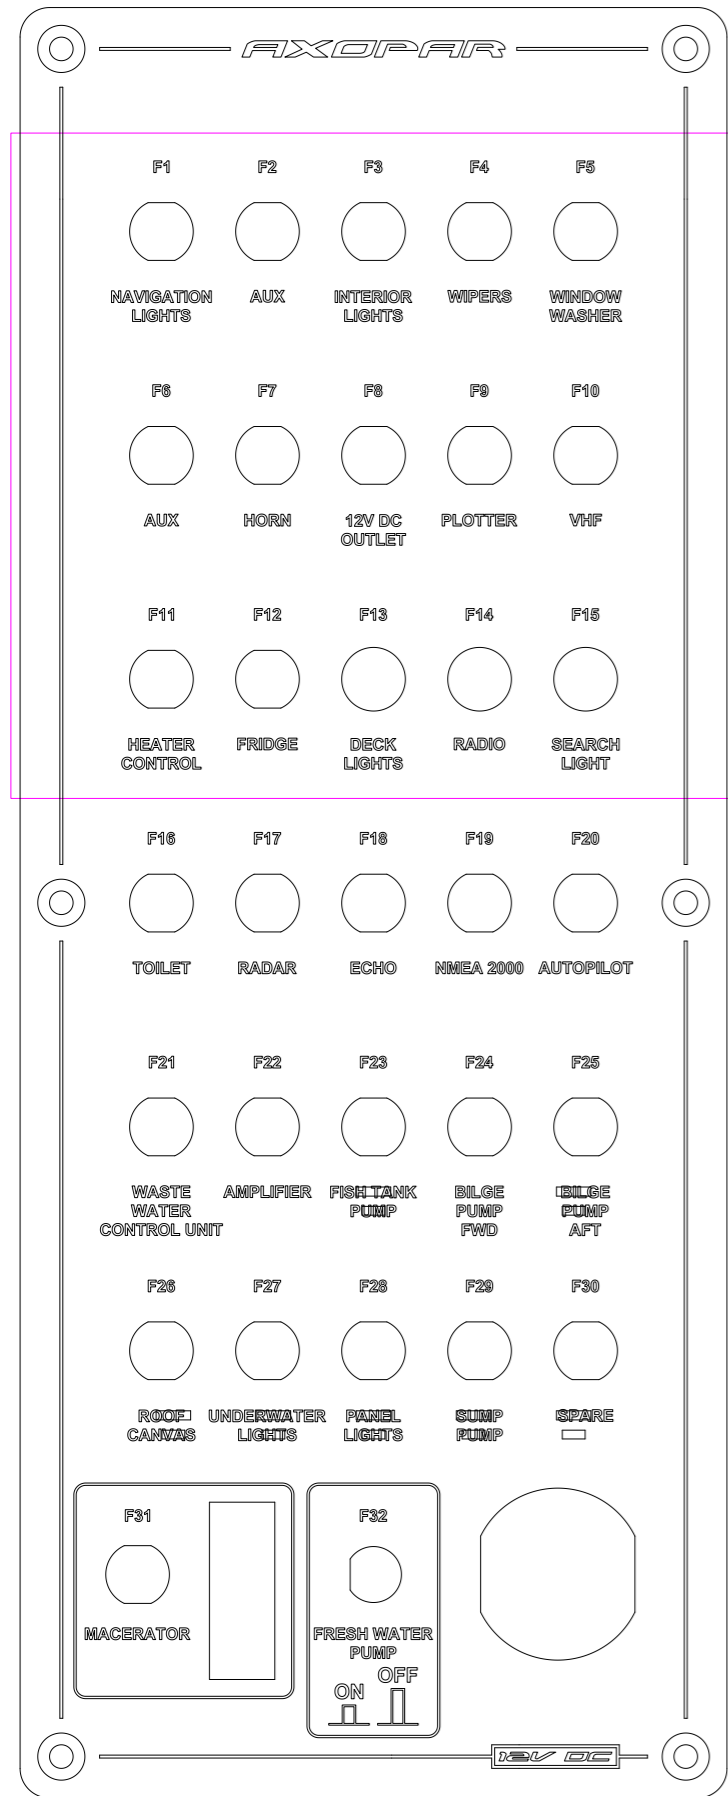 AXOPAR
F1 F2 F3 F4 F5
NAVIGATION AUX INTERIOR WIPERS WINDOW
LIGHTS LIGHTS WASHER
F6 F7 F8 F9 F10
AUX HORN 12V DC PLOTTER VHF
OUTLET
F11 F12 F13 F14 F15
HEATER FRIDGE DECK RADIO SEARCH
CONTROL LIGHTS LIGHT
F16 F17 F18 F19 F20
TOILET RADAR ECHO NMEA 2000 AUTOPILOT
F21 F22 F23 F24 F25
WASTE AMPLIFIER FISH TANK BILGE BILGE
WATER PUMP PUMP PUMP
CONTROL UNIT FWD AFT
F26 F27 F28 F29 F30
ROOF UNDERWATER PANEL SUMP SPARE
CANVAS LIGHTS LIGHTS PUMP
F31 F32
MACERATOR FRESH WATER
PUMP
ON OFF
12V DC